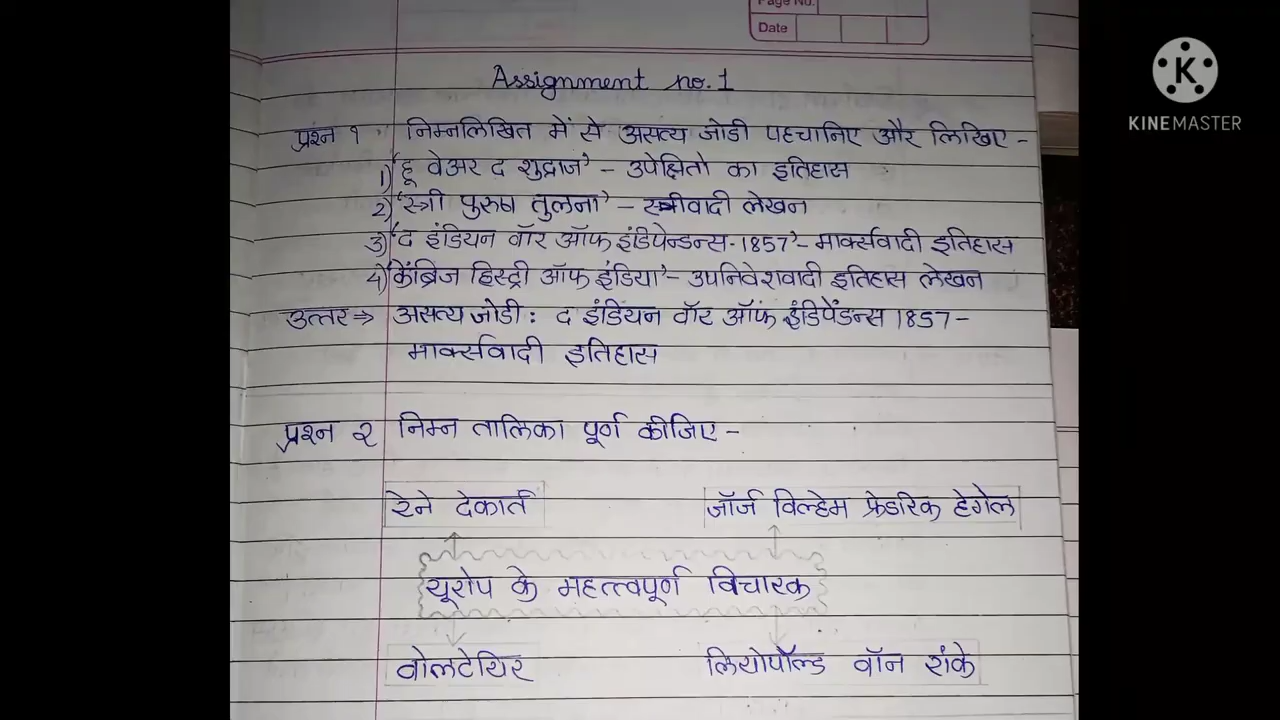 Page No.
Date
Assignment no. 1
प्रश्न १ निम्नलिखित में से असत्य जोडी पहचानिए और लिखिए -
1) 'हू वेअर द शुद्राज' - उपेक्षितो का इतिहास
2) 'स्त्री पुरुष तुलना' - स्त्रीवादी लेखन
3) 'द इंडियन वॉर ऑफ इंडिपेन्डन्स-1857' - मार्क्सवादी इतिहास
4) 'केंब्रिज हिस्ट्री ऑफ इंडिया' - उपनिवेशवादी इतिहास लेखन
उत्तर ⇒ असत्य जोडी : द इंडियन वॉर ऑफ इंडिपेंडन्स 1857 -
मार्क्सवादी इतिहास
प्रश्न २ निम्न तालिका पूर्ण कीजिए -
रेने देकार्त जॉर्ज विल्हेम फ्रेडरिक हेगेल
यूरोप के महत्त्वपूर्ण विचारक
वोलटेयिर लियोपॉल्ड वॉन रांके
K
KINEMASTER